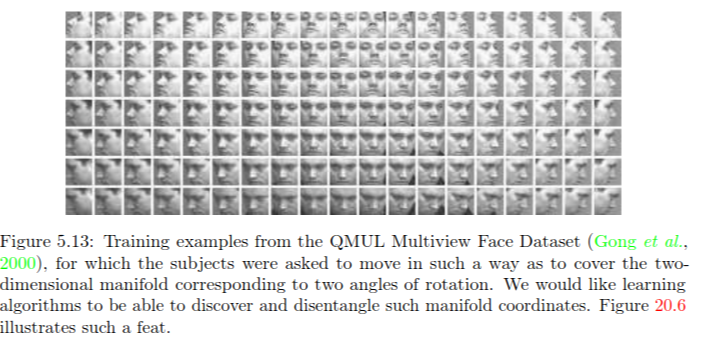 Figure 5.13: Training examples from the QMUL Multiview Face Dataset (Gong et al.,
2000), for which the subjects were asked to move in such a way as to cover the two-
dimensional manifold corresponding to two angles of rotation. We would like learning
algorithms to be able to discover and disentangle such manifold coordinates. Figure 20.6
illustrates such a feat.